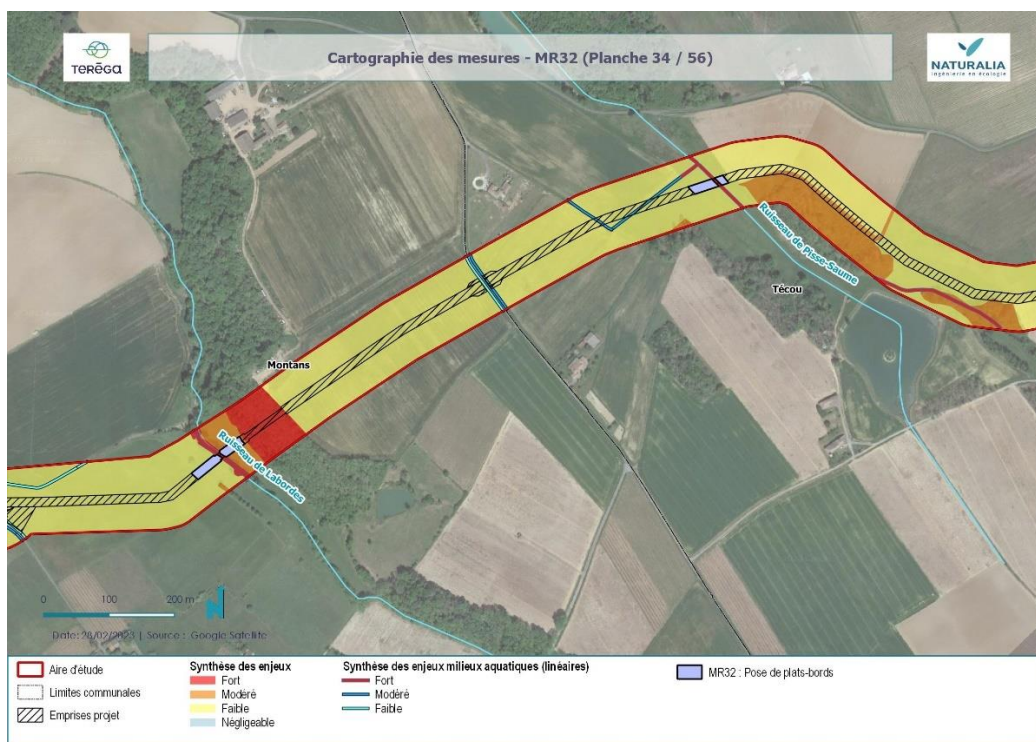 TERĒGA
Cartographie des mesures - MR32 (Planche 34 / 56)
NATURALIA
Ingénierie en écologie
Ruisseau de Pisse-Saume
Técou
Montans
Ruisseau de Labordes
0 100 200 m
Date: 28/02/2023 | Source : Google Satellite
Aire d'étude
Limites communales
Emprises projet
Synthèse des enjeux
Fort
Modéré
Faible
Négligeable
Synthèse des enjeux milieux aquatiques (linéaires)
Fort
Modéré
Faible
MR32 : Pose de plats-bords